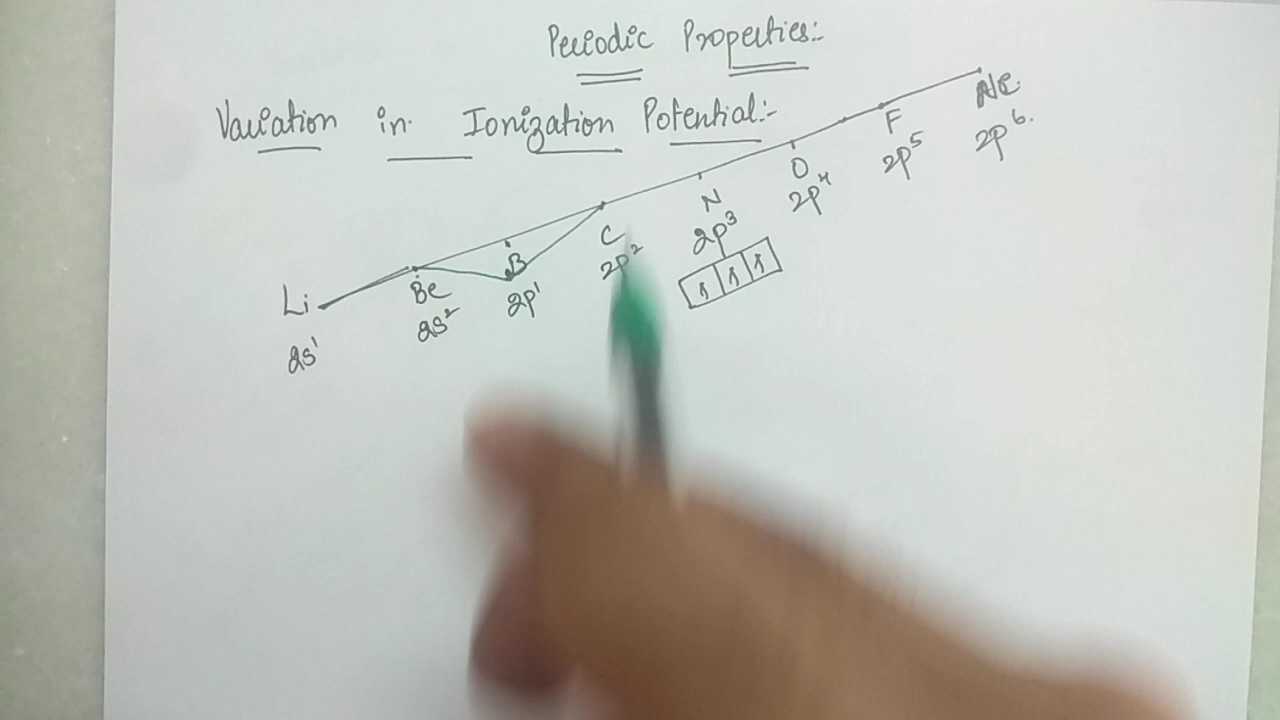 Periodic Properties:-
Variation in Ionization Potential:-
Ne
2p⁶
F
2p⁵
O
2p⁴
N
2p³
C
2p²
B
2p¹
Be
2s²
Li
2s¹